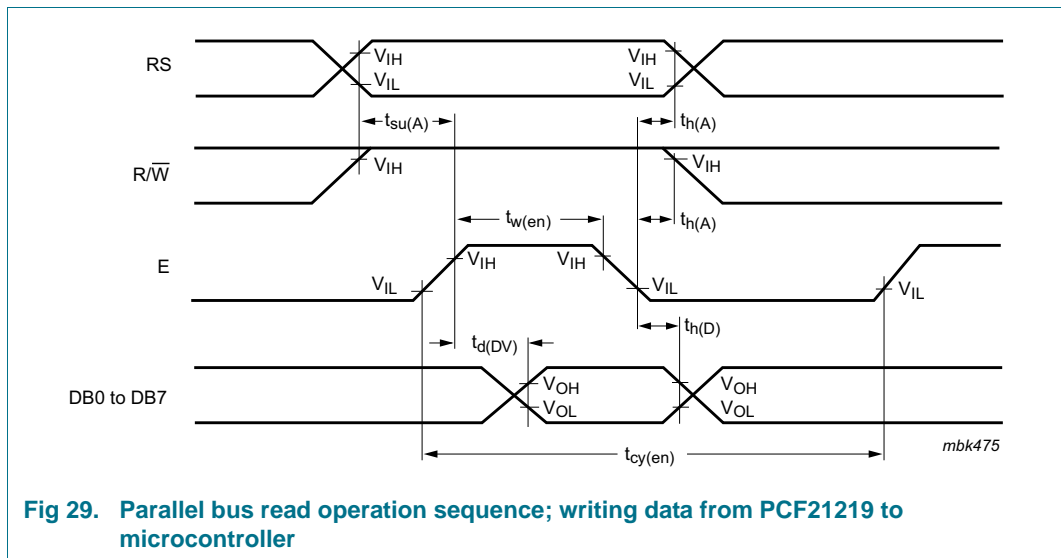 RS
VIH
VIL
VIH
VIL
tsu(A)
th(A)
R/W̅
VIH
VIH
tw(en)
th(A)
E
VIH
VIH
VIL
VIL
VIL
th(D)
td(DV)
DB0 to DB7
VOH
VOL
VOH
VOL
tcy(en)
mbk475
Fig 29. Parallel bus read operation sequence; writing data from PCF21219 to
microcontroller